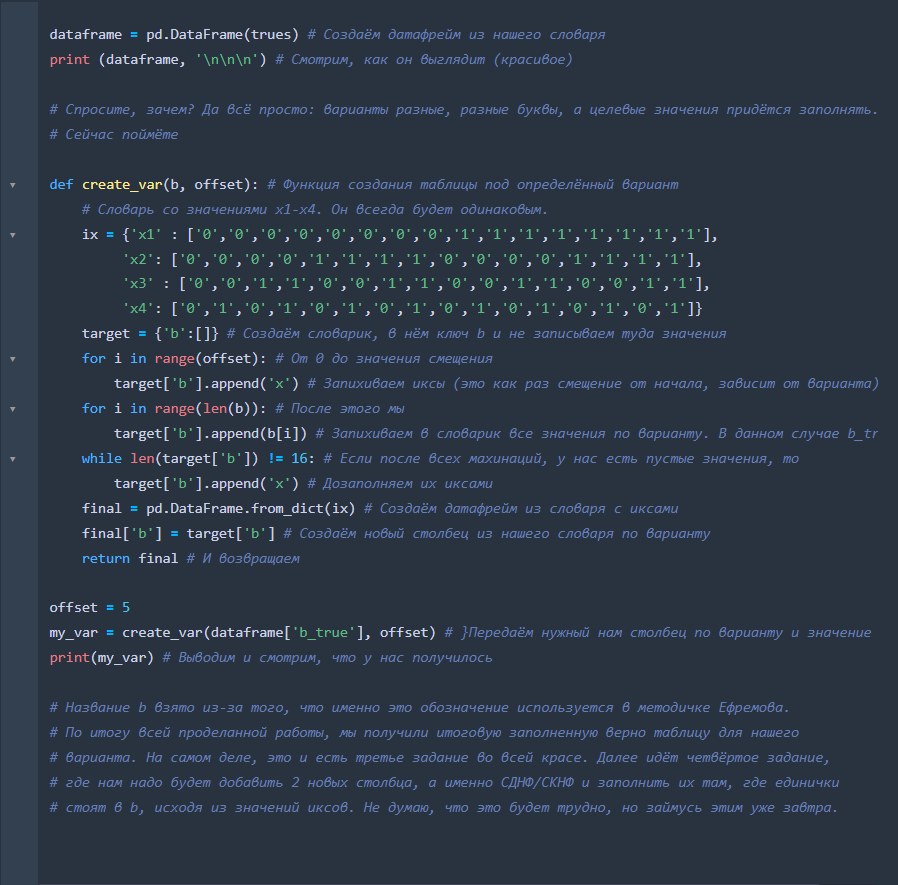 dataframe = pd.DataFrame(trues) # Создаём датафрейм из нашего словаря
print (dataframe, '\n\n\n') # Смотрим, как он выглядит (красивое)
# Спросите, зачем? Да всё просто: варианты разные, разные буквы, а целевые значения придётся заполнять.
# Сейчас поймёте
def create_var(b, offset): # Функция создания таблицы под определённый вариант
# Словарь со значениями x1-x4. Он всегда будет одинаковым.
ix = {'x1' : ['0','0','0','0','0','0','0','0','1','1','1','1','1','1','1','1'],
'x2': ['0','0','0','0','1','1','1','1','0','0','0','0','1','1','1','1'],
'x3' : ['0','0','1','1','0','0','1','1','0','0','1','1','0','0','1','1'],
'x4': ['0','1','0','1','0','1','0','1','0','1','0','1','0','1','0','1']}
target = {'b':[]} # Создаём словарик, в нём ключ b и не записываем туда значения
for i in range(offset): # От 0 до значения смещения
target['b'].append('x') # Запихиваем иксы (это как раз смещение от начала, зависит от варианта)
for i in range(len(b)): # После этого мы
target['b'].append(b[i]) # Запихиваем в словарик все значения по варианту. В данном случае b_tr
while len(target['b']) != 16: # Если после всех махинаций, у нас есть пустые значения, то
target['b'].append('x') # Дозаполняем их иксами
final = pd.DataFrame.from_dict(ix) # Создаём датафрейм из словаря с иксами
final['b'] = target['b'] # Создаём новый столбец из нашего словаря по варианту
return final # И возвращаем
offset = 5
my_var = create_var(dataframe['b_true'], offset) # }Передаём нужный нам столбец по варианту и значение
print(my_var) # Выводим и смотрим, что у нас получилось
# Название b взято из-за того, что именно это обозначение используется в методичке Ефремова.
# По итогу всей проделанной работы, мы получили итоговую заполненную верно таблицу для нашего
# варианта. На самом деле, это и есть третье задание во всей красе. Далее идёт четвёртое задание,
# где нам надо будет добавить 2 новых столбца, а именно СДНФ/СКНФ и заполнить их там, где единички
# стоят в b, исходя из значений иксов. Не думаю, что это будет трудно, но займусь этим уже завтра.